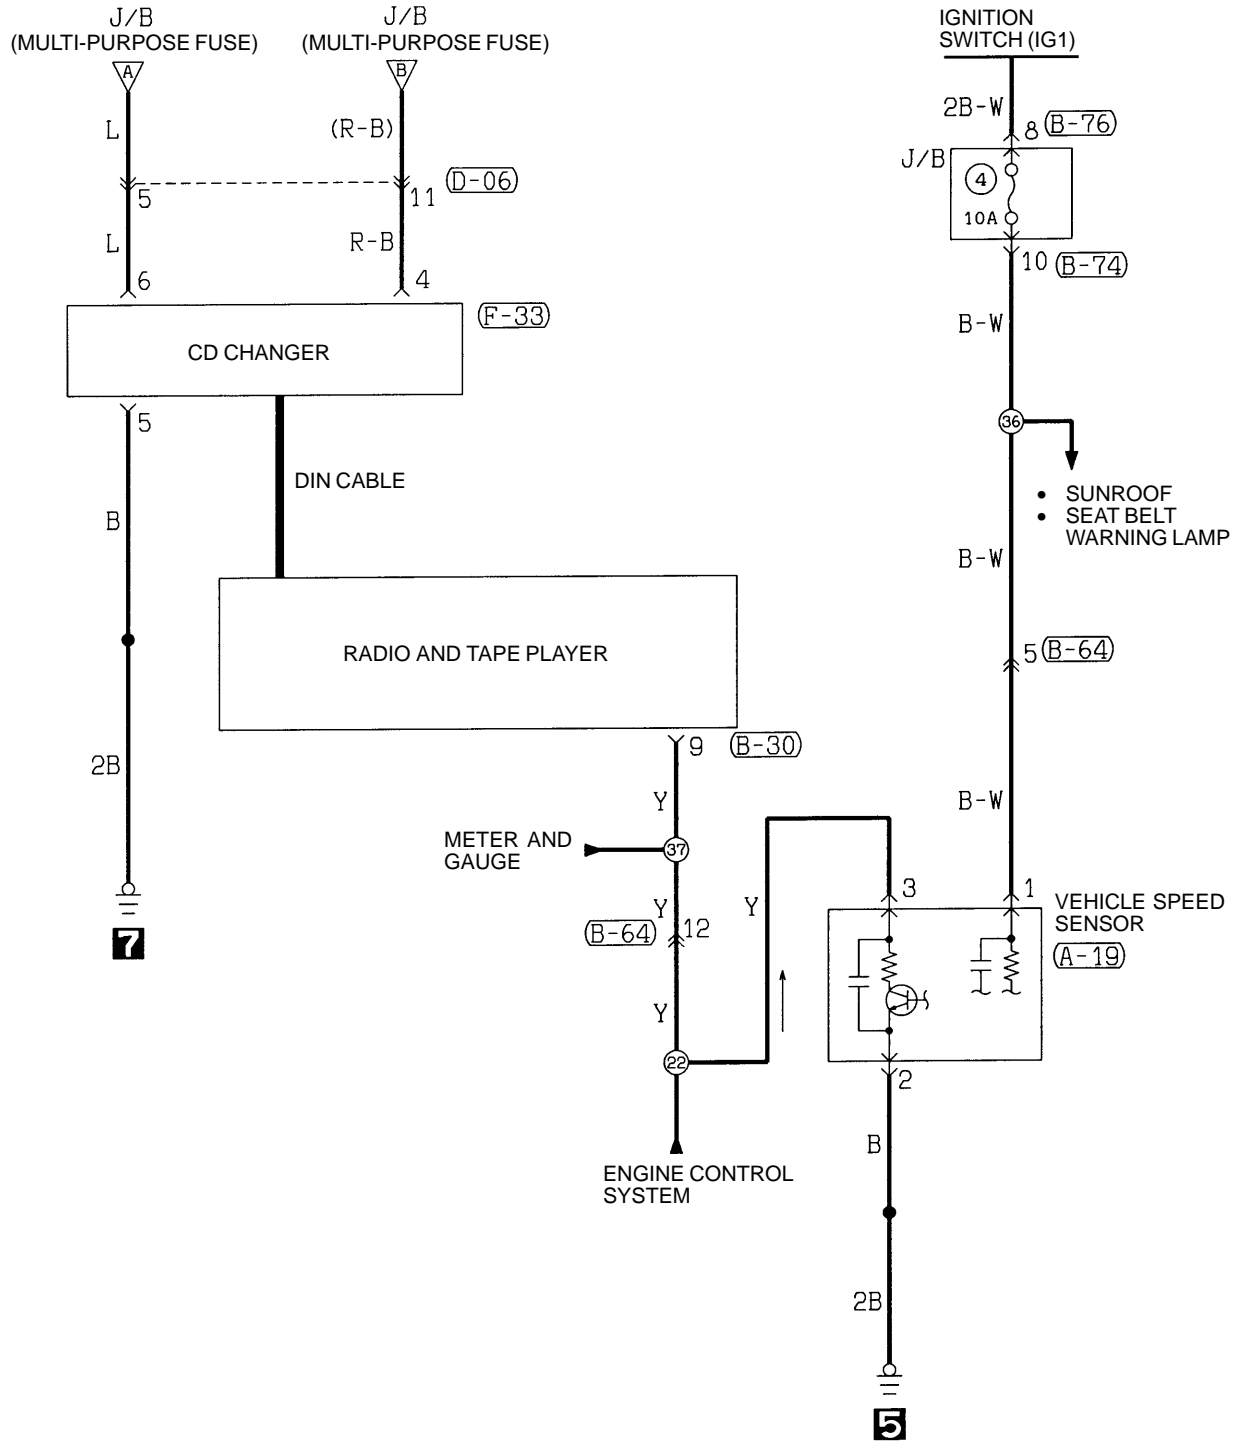 J/B
(MULTI-PURPOSE FUSE)
J/B
(MULTI-PURPOSE FUSE)
IGNITION
SWITCH (IG1)
A
B
L
(R-B)
2B-W
8
B-76
J/B
4
10A
5
11
D-06
L
R-B
10
B-74
6
4
F-33
CD CHANGER
B-W
5
36
DIN CABLE
• SUNROOF
• SEAT BELT
WARNING LAMP
B
B-W
RADIO AND TAPE PLAYER
5
B-64
2B
9
B-30
Y
B-W
METER AND
GAUGE
37
Y
Y
3
1
VEHICLE SPEED
SENSOR
A-19
B-64
12
7
Y
22
2
B
ENGINE CONTROL
SYSTEM
2B
5